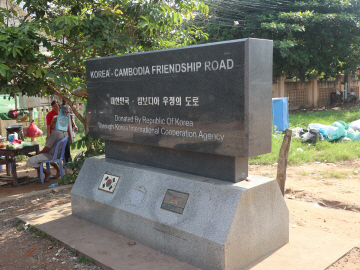 KOREA - CAMBODIA FRIENDSHIP ROAD
대한민국 - 캄보디아 우정의 도로
Donated By Republic Of Korea
Through Korea International Cooperation Agency